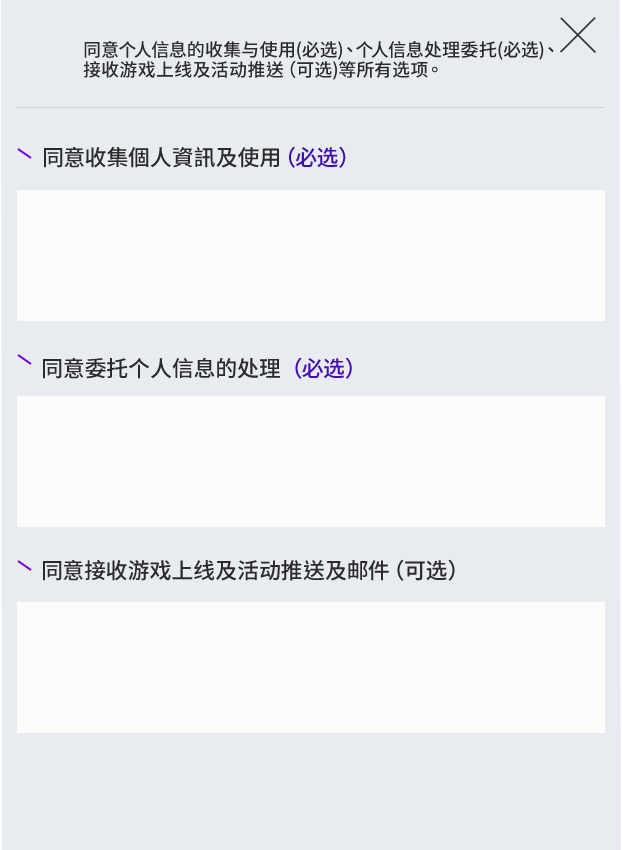 同意个人信息的收集与使用(必选)、个人信息处理委托(必选)、
接收游戏上线及活动推送（可选)等所有选项。
同意收集個人資訊及使用（必选）
同意委托个人信息的处理（必选）
同意接收游戏上线及活动推送及邮件（可选）